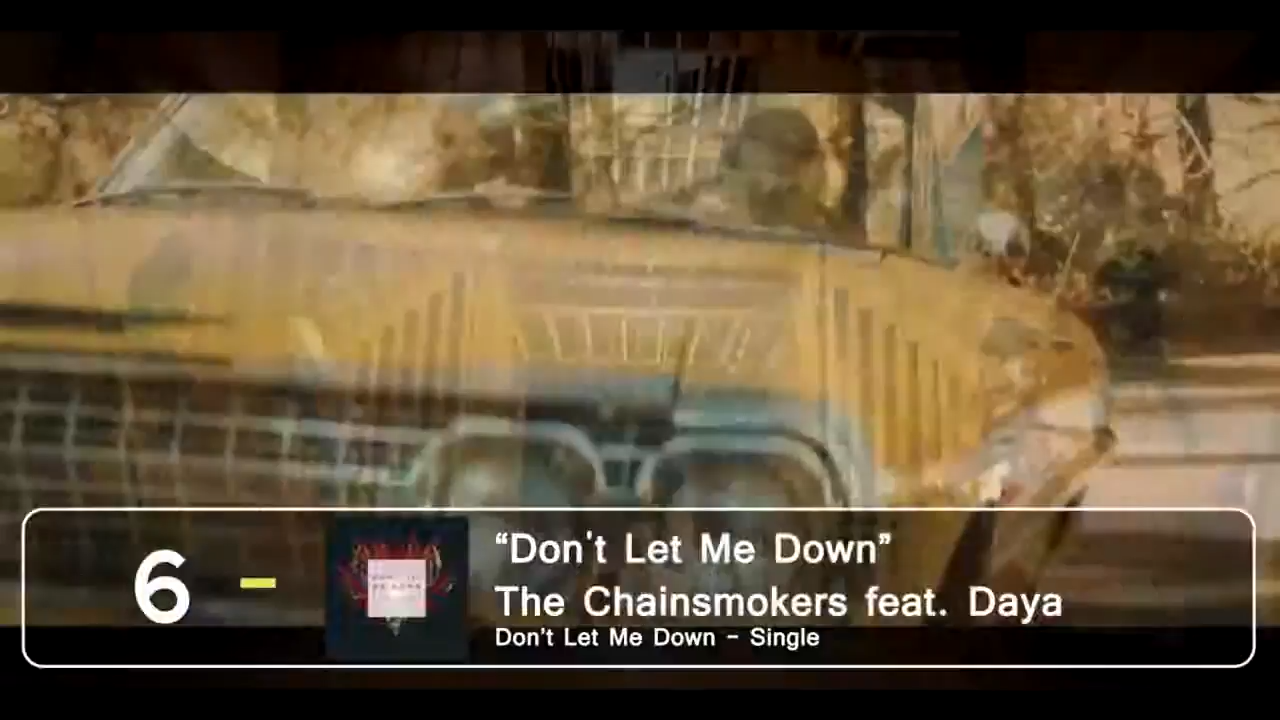 6 -
“Don't Let Me Down”
The Chainsmokers feat. Daya
Don't Let Me Down - Single